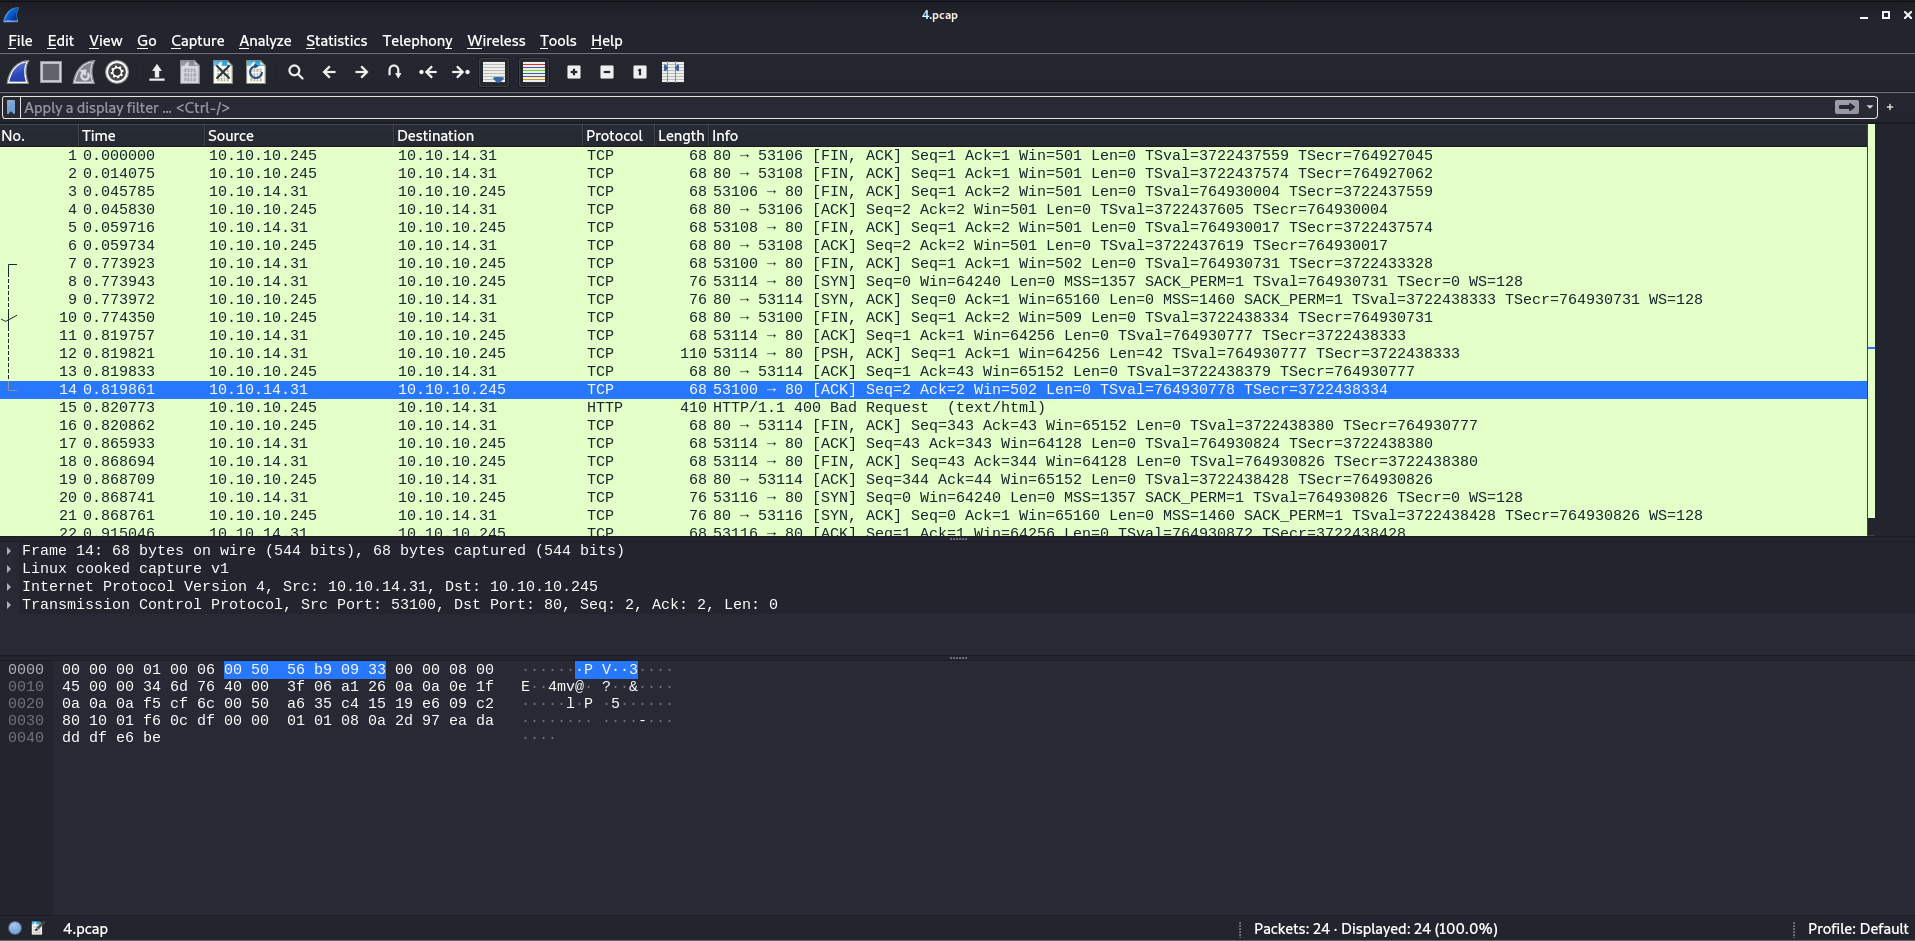 4.pcap
File Edit View Go Capture Analyze Statistics Telephony Wireless Tools Help
Apply a display filter ... <Ctrl-/>
No. Time Source Destination Protocol Length Info
1 0.000000 10.10.10.245 10.10.14.31 TCP 68 80 → 53106 [FIN, ACK] Seq=1 Ack=1 Win=501 Len=0 TSval=3722437559 TSecr=764927045
2 0.014075 10.10.10.245 10.10.14.31 TCP 68 80 → 53108 [FIN, ACK] Seq=1 Ack=1 Win=501 Len=0 TSval=3722437574 TSecr=764927062
3 0.045785 10.10.14.31 10.10.10.245 TCP 68 53106 → 80 [FIN, ACK] Seq=1 Ack=2 Win=501 Len=0 TSval=764930004 TSecr=3722437559
4 0.045830 10.10.10.245 10.10.14.31 TCP 68 80 → 53106 [ACK] Seq=2 Ack=2 Win=501 Len=0 TSval=3722437605 TSecr=764930004
5 0.059716 10.10.14.31 10.10.10.245 TCP 68 53108 → 80 [FIN, ACK] Seq=1 Ack=2 Win=501 Len=0 TSval=764930017 TSecr=3722437574
6 0.059734 10.10.10.245 10.10.14.31 TCP 68 80 → 53108 [ACK] Seq=2 Ack=2 Win=501 Len=0 TSval=3722437619 TSecr=764930017
7 0.773923 10.10.14.31 10.10.10.245 TCP 68 53100 → 80 [FIN, ACK] Seq=1 Ack=1 Win=502 Len=0 TSval=764930731 TSecr=3722433328
8 0.773943 10.10.14.31 10.10.10.245 TCP 76 53114 → 80 [SYN] Seq=0 Win=64240 Len=0 MSS=1357 SACK_PERM=1 TSval=764930731 TSecr=0 WS=128
9 0.773972 10.10.10.245 10.10.14.31 TCP 76 80 → 53114 [SYN, ACK] Seq=0 Ack=1 Win=65160 Len=0 MSS=1460 SACK_PERM=1 TSval=3722438333 TSecr=764930731 WS=128
10 0.774350 10.10.10.245 10.10.14.31 TCP 68 80 → 53100 [FIN, ACK] Seq=1 Ack=2 Win=509 Len=0 TSval=3722438334 TSecr=764930731
11 0.819757 10.10.14.31 10.10.10.245 TCP 68 53114 → 80 [ACK] Seq=1 Ack=1 Win=64256 Len=0 TSval=764930777 TSecr=3722438333
12 0.819821 10.10.14.31 10.10.10.245 TCP 110 53114 → 80 [PSH, ACK] Seq=1 Ack=1 Win=64256 Len=42 TSval=764930777 TSecr=3722438333
13 0.819833 10.10.10.245 10.10.14.31 TCP 68 80 → 53114 [ACK] Seq=1 Ack=43 Win=65152 Len=0 TSval=3722438379 TSecr=764930777
14 0.819861 10.10.14.31 10.10.10.245 TCP 68 53100 → 80 [ACK] Seq=2 Ack=2 Win=502 Len=0 TSval=764930778 TSecr=3722438334
15 0.820773 10.10.10.245 10.10.14.31 HTTP 410 HTTP/1.1 400 Bad Request (text/html)
16 0.820862 10.10.10.245 10.10.14.31 TCP 68 80 → 53114 [FIN, ACK] Seq=343 Ack=43 Win=65152 Len=0 TSval=3722438380 TSecr=764930777
17 0.865933 10.10.14.31 10.10.10.245 TCP 68 53114 → 80 [ACK] Seq=43 Ack=343 Win=64128 Len=0 TSval=764930824 TSecr=3722438380
18 0.868694 10.10.14.31 10.10.10.245 TCP 68 53114 → 80 [FIN, ACK] Seq=43 Ack=344 Win=64128 Len=0 TSval=764930826 TSecr=3722438380
19 0.868709 10.10.10.245 10.10.14.31 TCP 68 80 → 53114 [ACK] Seq=344 Ack=44 Win=65152 Len=0 TSval=3722438428 TSecr=764930826
20 0.868741 10.10.14.31 10.10.10.245 TCP 76 53116 → 80 [SYN] Seq=0 Win=64240 Len=0 MSS=1357 SACK_PERM=1 TSval=764930826 TSecr=0 WS=128
21 0.868761 10.10.10.245 10.10.14.31 TCP 76 80 → 53116 [SYN, ACK] Seq=0 Ack=1 Win=65160 Len=0 MSS=1460 SACK_PERM=1 TSval=3722438428 TSecr=764930826 WS=128
22 0.915046 10.10.14.31 10.10.10.245 TCP 68 53116 → 80 [ACK] Seq=1 Ack=1 Win=64256 Len=0 TSval=764930872 TSecr=3722438428
Frame 14: 68 bytes on wire (544 bits), 68 bytes captured (544 bits)
Linux cooked capture v1
Internet Protocol Version 4, Src: 10.10.14.31, Dst: 10.10.10.245
Transmission Control Protocol, Src Port: 53100, Dst Port: 80, Seq: 2, Ack: 2, Len: 0
0000 00 00 00 01 00 06 00 50 56 b9 09 33 00 00 08 00 ·······P V··3····
0010 45 00 00 34 6d 76 40 00 3f 06 a1 26 0a 0a 0e 1f E··4mv@· ?··&····
0020 0a 0a 0a f5 cf 6c 00 50 a6 35 c4 15 19 e6 09 c2 ·····l·P ·5······
0030 80 10 01 f6 0c df 00 00 01 01 08 0a 2d 97 ea da ········ ····-···
0040 dd df e6 be ····
4.pcap Packets: 24 · Displayed: 24 (100.0%) Profile: Default